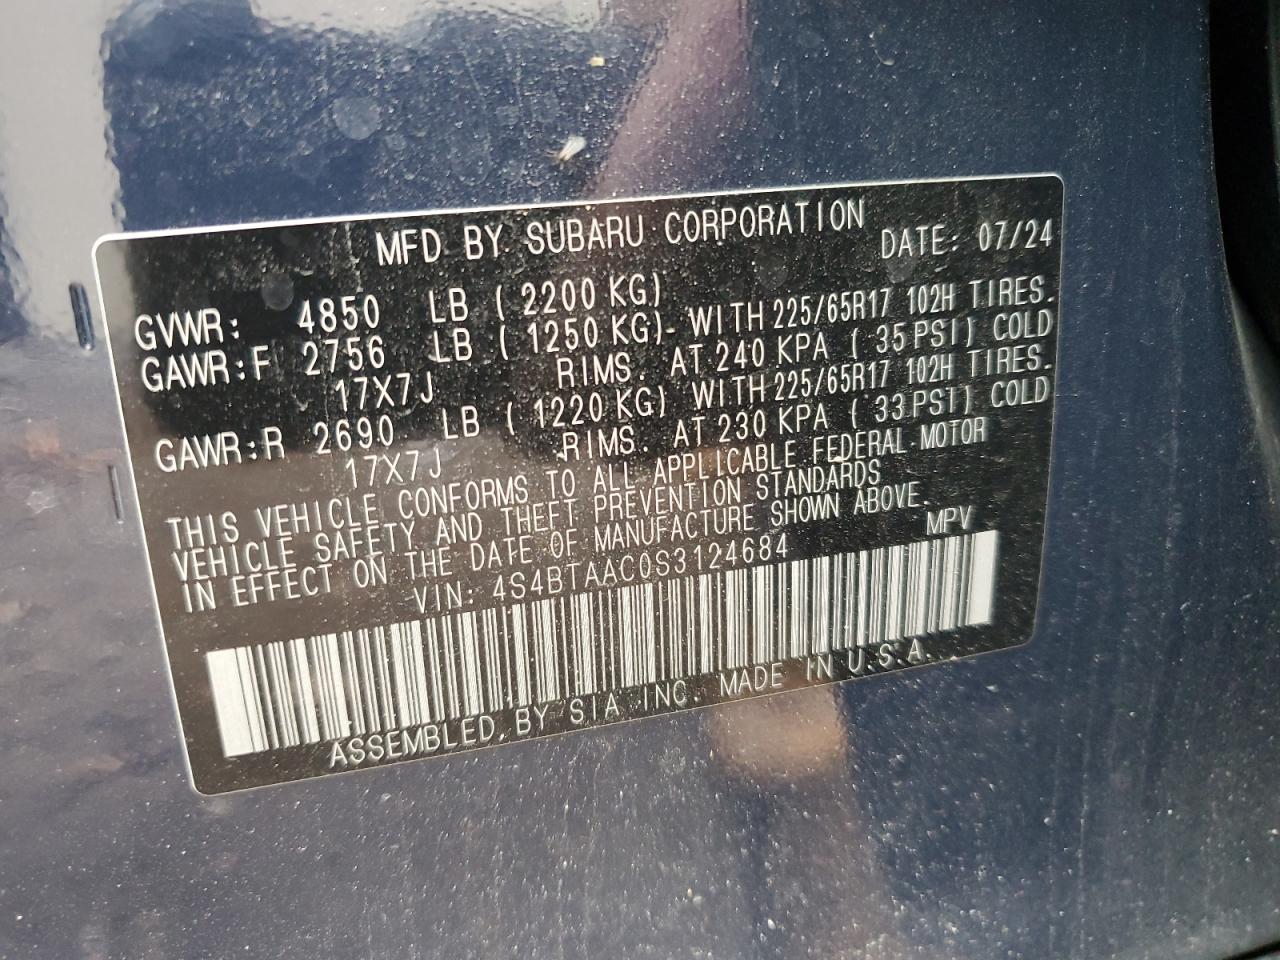 MFD BY SUBARU CORPORATION DATE: 07/24
GVWR: 4850 LB ( 2200 KG)
GAWR:F 2756 LB ( 1250 KG) WITH 225/65R17 102H TIRES.
17X7J RIMS. AT 240 KPA ( 35 PSI) COLD
GAWR:R 2690 LB ( 1220 KG) WITH 225/65R17 102H TIRES.
17X7J RIMS. AT 230 KPA ( 33 PSI) COLD
THIS VEHICLE CONFORMS TO ALL APPLICABLE FEDERAL MOTOR
VEHICLE SAFETY AND THEFT PREVENTION STANDARDS
IN EFFECT ON THE DATE OF MANUFACTURE SHOWN ABOVE.
VIN: 4S4BTAAC0S3124684 MPV
ASSEMBLED BY SIA INC. MADE IN U.S.A.